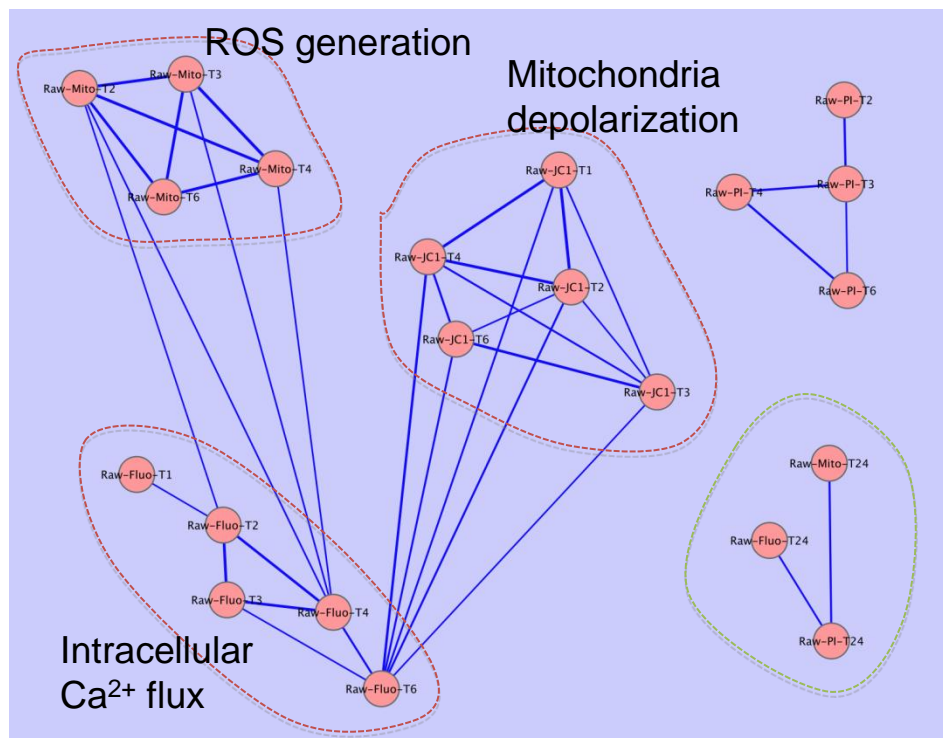 ROS generation
Raw-Mito-T3
Raw-Mito-T2
Raw-Mito-T4
Raw-Mito-T6
Mitochondria
depolarization
Raw-JC1-T1
Raw-JC1-T4
Raw-JC1-T2
Raw-JC1-T6
Raw-JC1-T3
Raw-PI-T2
Raw-PI-T4
Raw-PI-T3
Raw-PI-T6
Raw-Fluo-T1
Raw-Fluo-T2
Raw-Fluo-T3
Raw-Fluo-T4
Raw-Fluo-T6
Intracellular
Ca²⁺ flux
Raw-Mito-T24
Raw-Fluo-T24
Raw-PI-T24